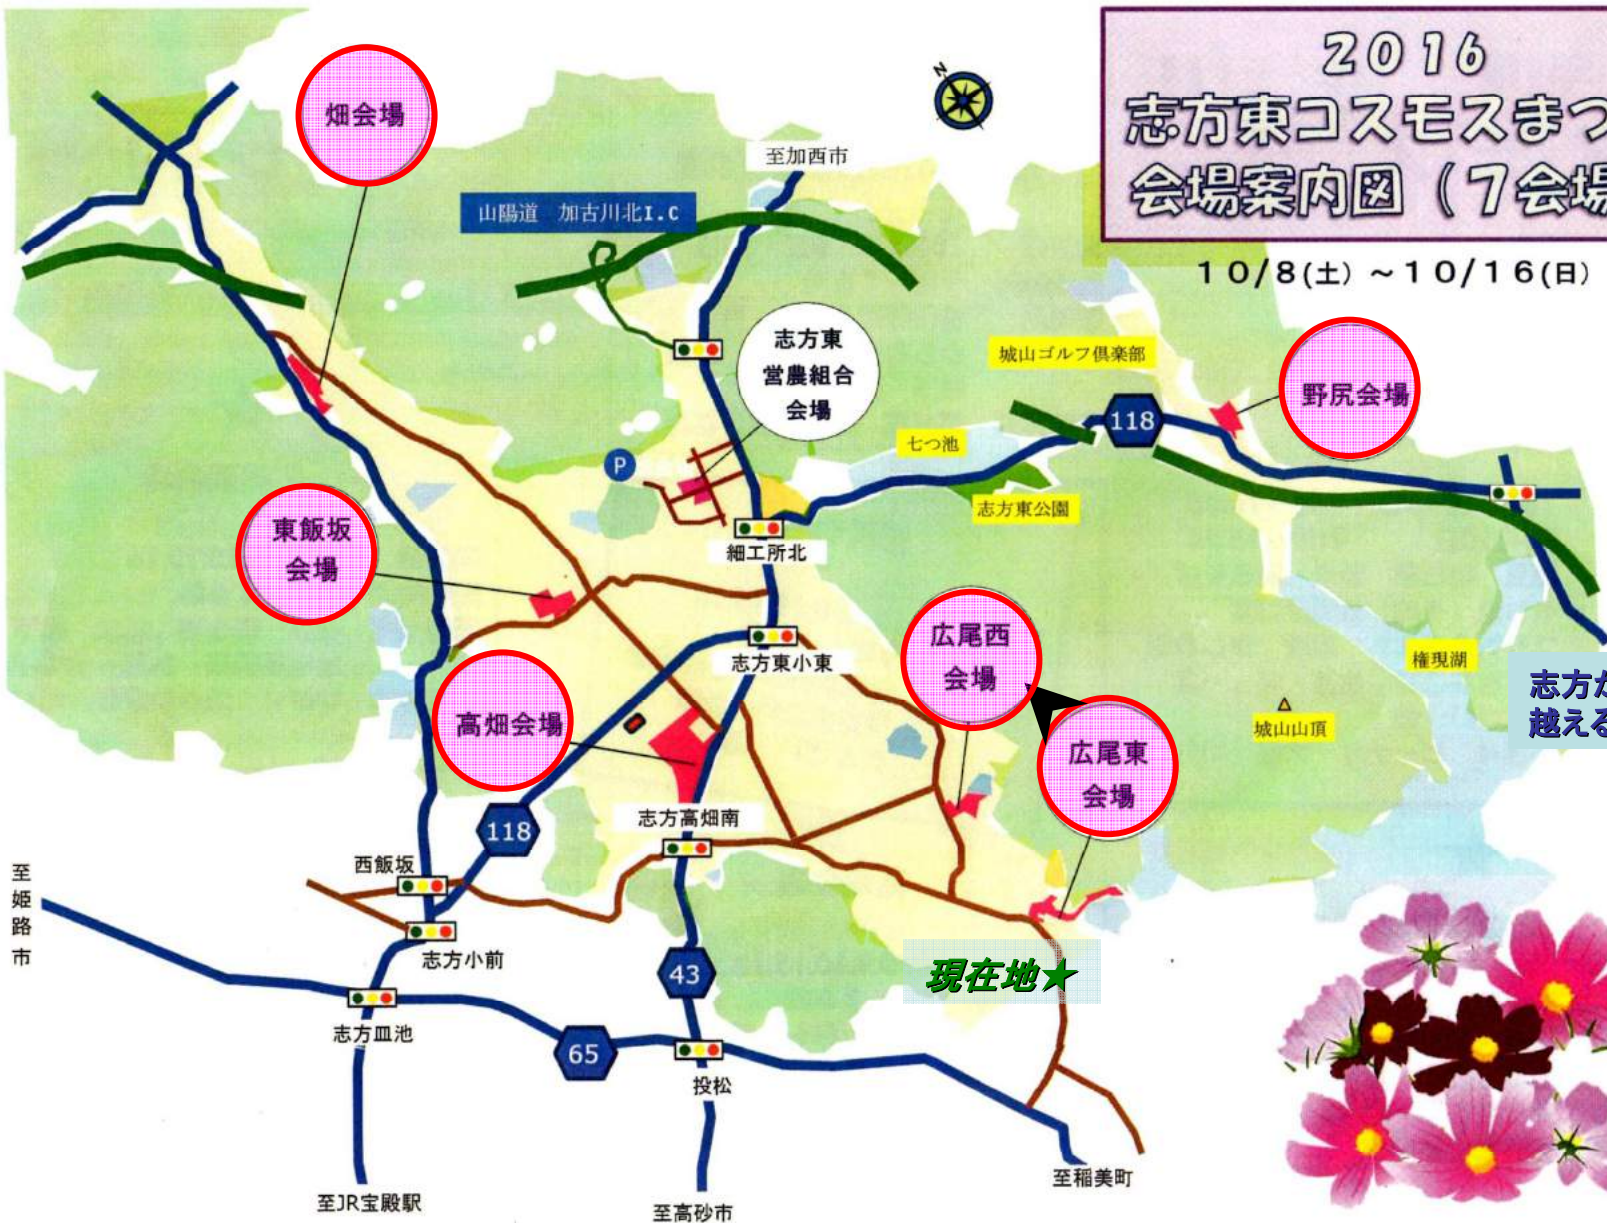 2016
志方東コスモスまつ
会場案内図（7会場
10/8(土) ～10/16(日)
N
畑会場
至加西市
山陽道　加古川北I.C
志方東
営農組合
会場
城山ゴルフ倶楽部
野尻会場
118
七つ池
P
志方東公園
東飯坂
会場
細工所北
広尾西
会場
志方東小東
権現湖
志方か
越える
高畑会場
城山山頂
広尾東
会場
118
志方高畑南
西飯坂
至姫路市
志方小前
43
現在地★
志方皿池
65
投松
至稲美町
至JR宝殿駅
至高砂市